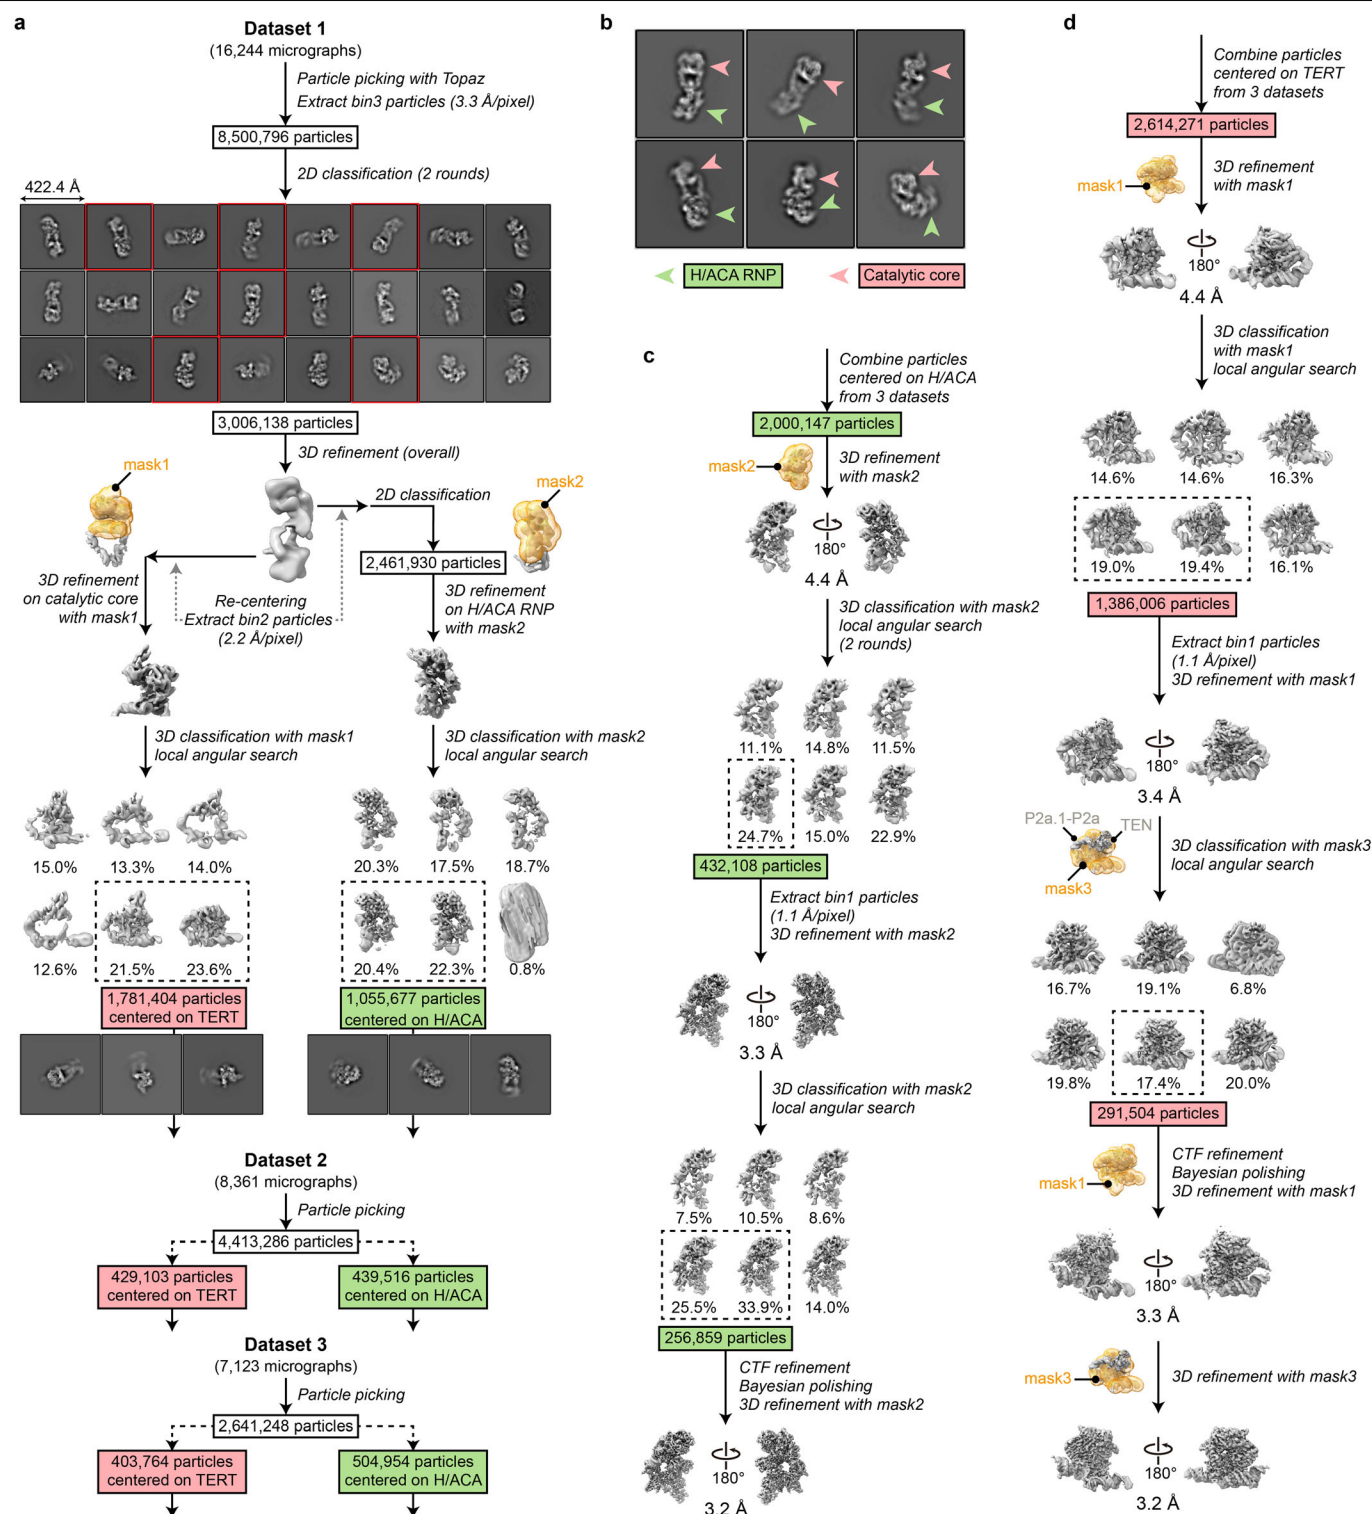 a
Dataset 1
(16,244 micrographs)
Particle picking with Topaz
Extract bin3 particles (3.3 Å/pixel)
8,500,796 particles
2D classification (2 rounds)
422.4 Å
3,006,138 particles
3D refinement (overall)
mask1
2D classification
mask2
2,461,930 particles
3D refinement
on catalytic core
with mask1
Re-centering
Extract bin2 particles
(2.2 Å/pixel)
3D refinement
on H/ACA RNP
with mask2
3D classification with mask1
local angular search
3D classification with mask2
local angular search
15.0% 13.3% 14.0%
12.6% 21.5% 23.6%
20.3% 17.5% 18.7%
20.4% 22.3% 0.8%
1,781,404 particles
centered on TERT
1,055,677 particles
centered on H/ACA
Dataset 2
(8,361 micrographs)
Particle picking
4,413,286 particles
429,103 particles
centered on TERT
439,516 particles
centered on H/ACA
Dataset 3
(7,123 micrographs)
Particle picking
2,641,248 particles
403,764 particles
centered on TERT
504,954 particles
centered on H/ACA
b
H/ACA RNP
Catalytic core
c
Combine particles
centered on H/ACA
from 3 datasets
2,000,147 particles
mask2
3D refinement
with mask2
180°
4.4 Å
3D classification with mask2
local angular search
(2 rounds)
11.1% 14.8% 11.5%
24.7% 15.0% 22.9%
432,108 particles
Extract bin1 particles
(1.1 Å/pixel)
3D refinement with mask2
180°
3.3 Å
3D classification with mask2
local angular search
7.5% 10.5% 8.6%
25.5% 33.9% 14.0%
256,859 particles
CTF refinement
Bayesian polishing
3D refinement with mask2
180°
3.2 Å
d
Combine particles
centered on TERT
from 3 datasets
2,614,271 particles
mask1
3D refinement
with mask1
180°
4.4 Å
3D classification
with mask1
local angular search
14.6% 14.6% 16.3%
19.0% 19.4% 16.1%
1,386,006 particles
Extract bin1 particles
(1.1 Å/pixel)
3D refinement with mask1
180°
3.4 Å
P2a.1-P2a
TEN
mask3
3D classification with mask3
local angular search
16.7% 19.1% 6.8%
19.8% 17.4% 20.0%
291,504 particles
mask1
CTF refinement
Bayesian polishing
3D refinement with mask1
180°
3.3 Å
mask3
3D refinement with mask3
180°
3.2 Å